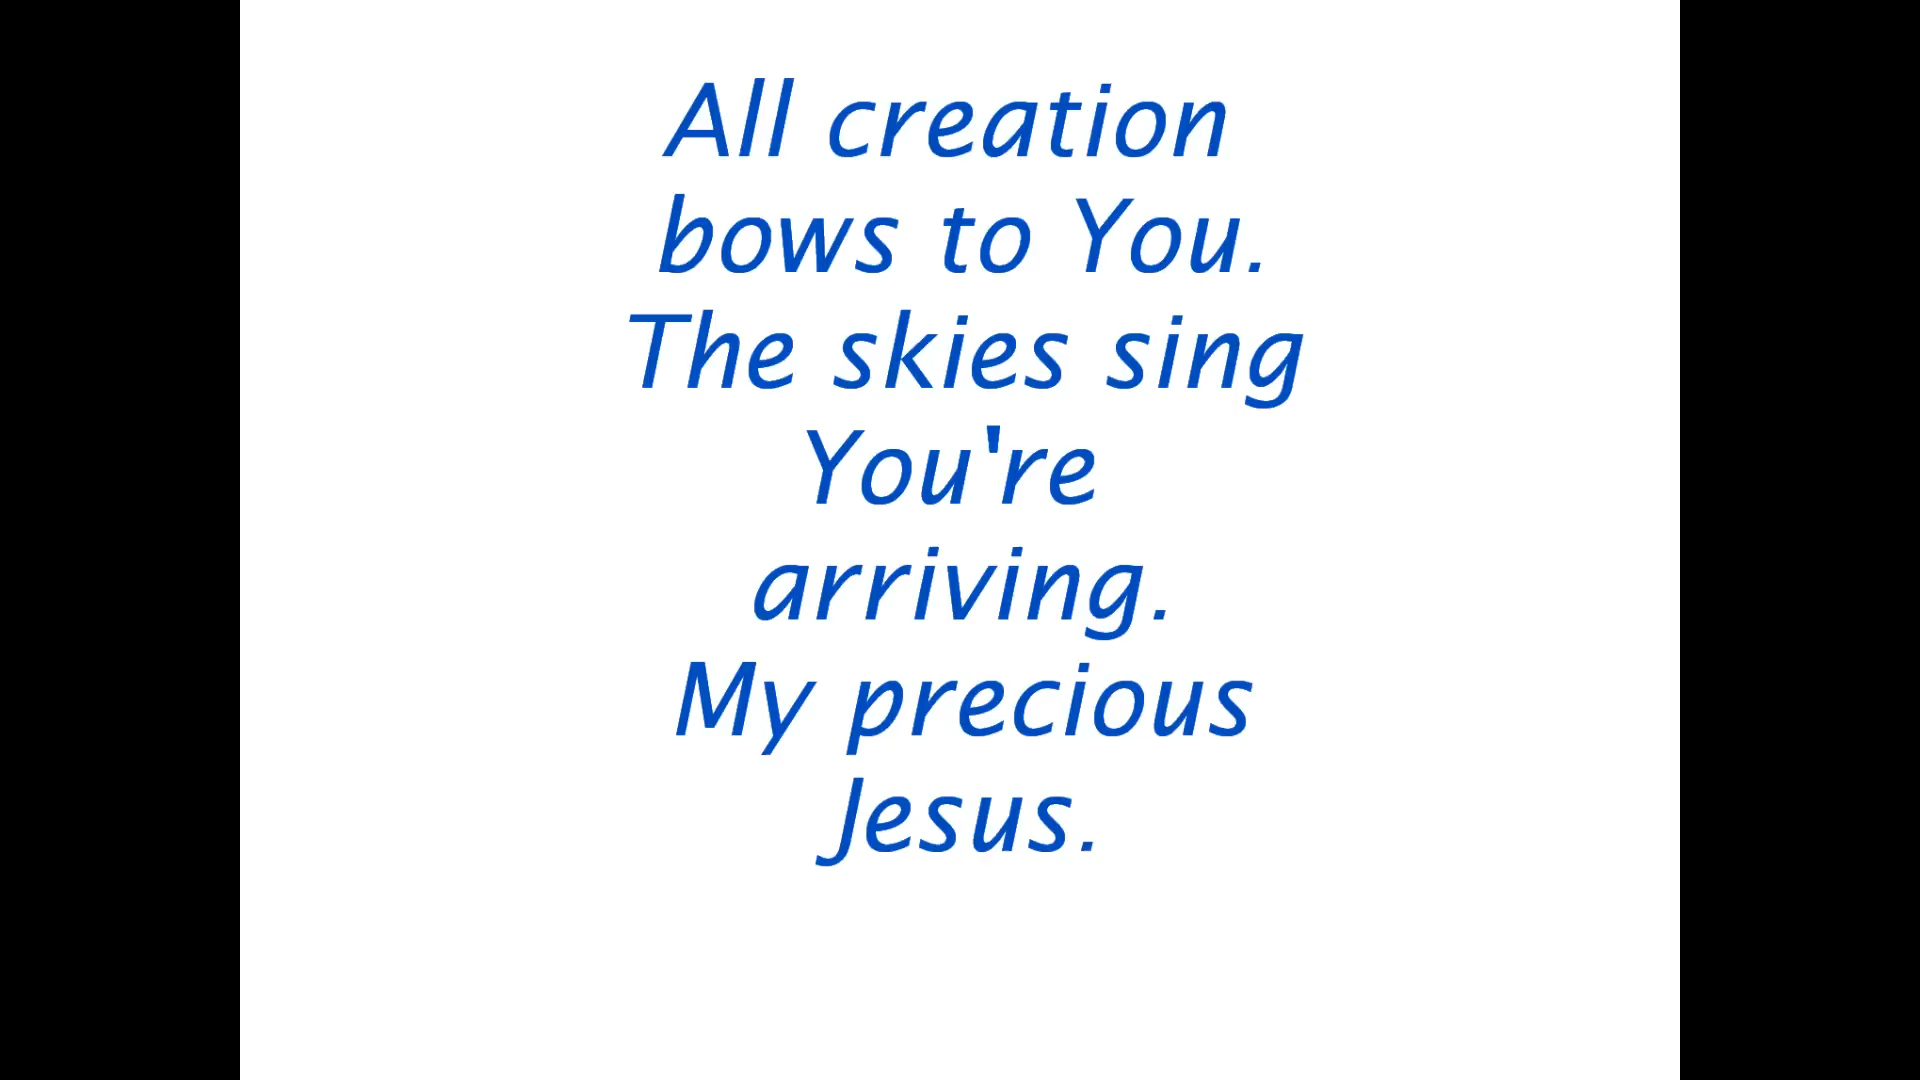 All creation
bows to You.
The skies sing
You're
arriving.
My precious
Jesus.